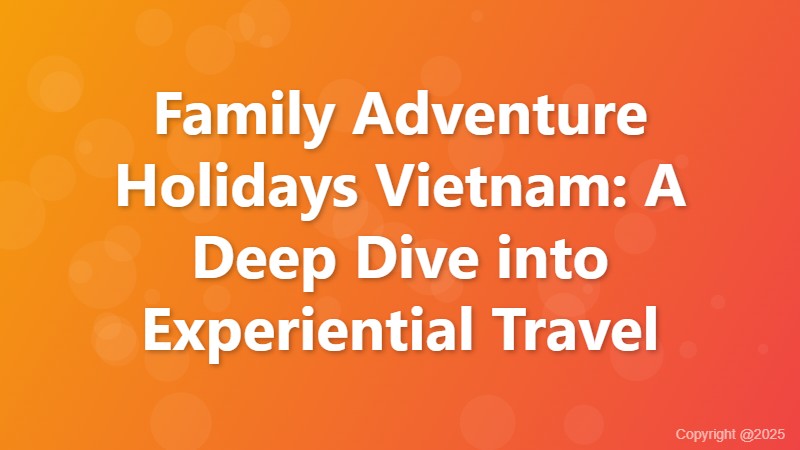 Family Adventure
Holidays Vietnam: A
Deep Dive into
Experiential Travel
Copyright @2025